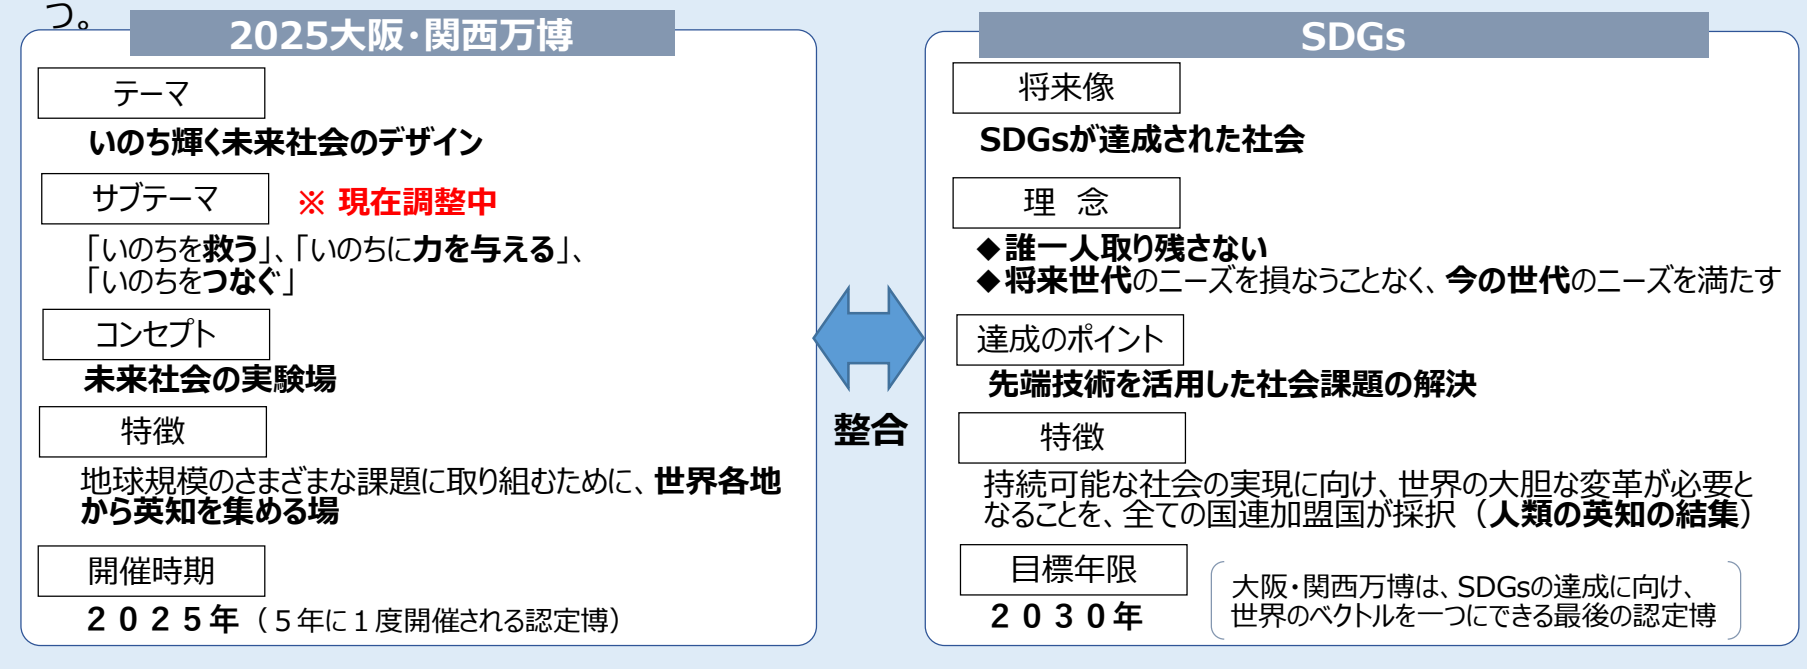 つ。
2025大阪・関西万博
テーマ
いのち輝く未来社会のデザイン
サブテーマ
※ 現在調整中
「いのちを救う」、「いのちに力を与える」、
「いのちをつなぐ」
コンセプト
未来社会の実験場
特徴
地球規模のさまざまな課題に取り組むために、世界各地
から英知を集める場
開催時期
２０２５年（５年に１度開催される認定博）
整合
SDGs
将来像
SDGsが達成された社会
理 念
◆誰一人取り残さない
◆将来世代のニーズを損なうことなく、今の世代のニーズを満たす
達成のポイント
先端技術を活用した社会課題の解決
特徴
持続可能な社会の実現に向け、世界の大胆な変革が必要と
なることを、全ての国連加盟国が採択（人類の英知の結集）
目標年限
２０３０年
大阪・関西万博は、SDGsの達成に向け、
世界のベクトルを一つにできる最後の認定博